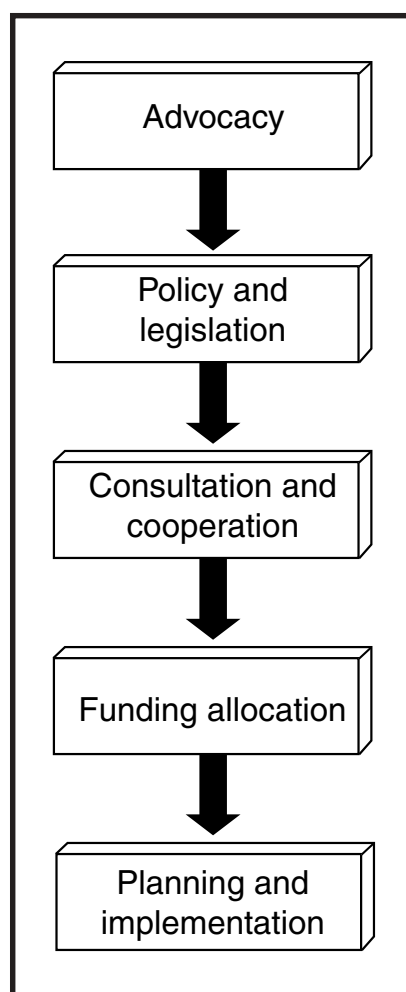 Advocacy
Policy and
legislation
Consultation and
cooperation
Funding allocation
Planning and
implementation